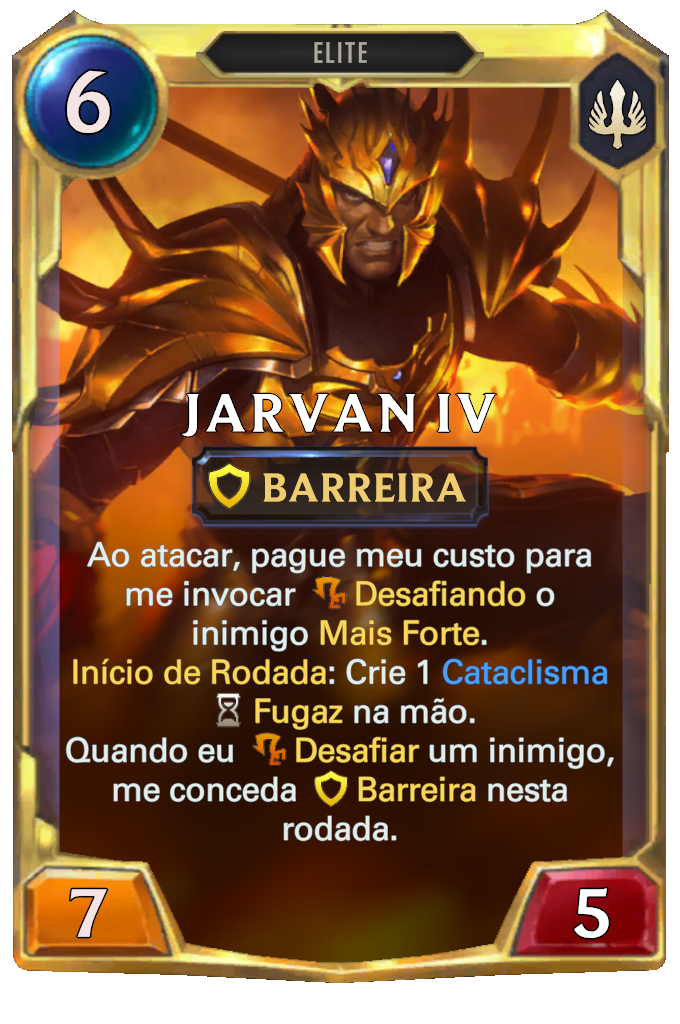 ELITE
6
JARVAN IV
BARREIRA
Ao atacar, pague meu custo para
me invocar Desafiando o
inimigo Mais Forte.
Início de Rodada: Crie 1 Cataclisma
Fugaz na mão.
Quando eu Desafiar um inimigo,
me conceda Barreira nesta
rodada.
7
5